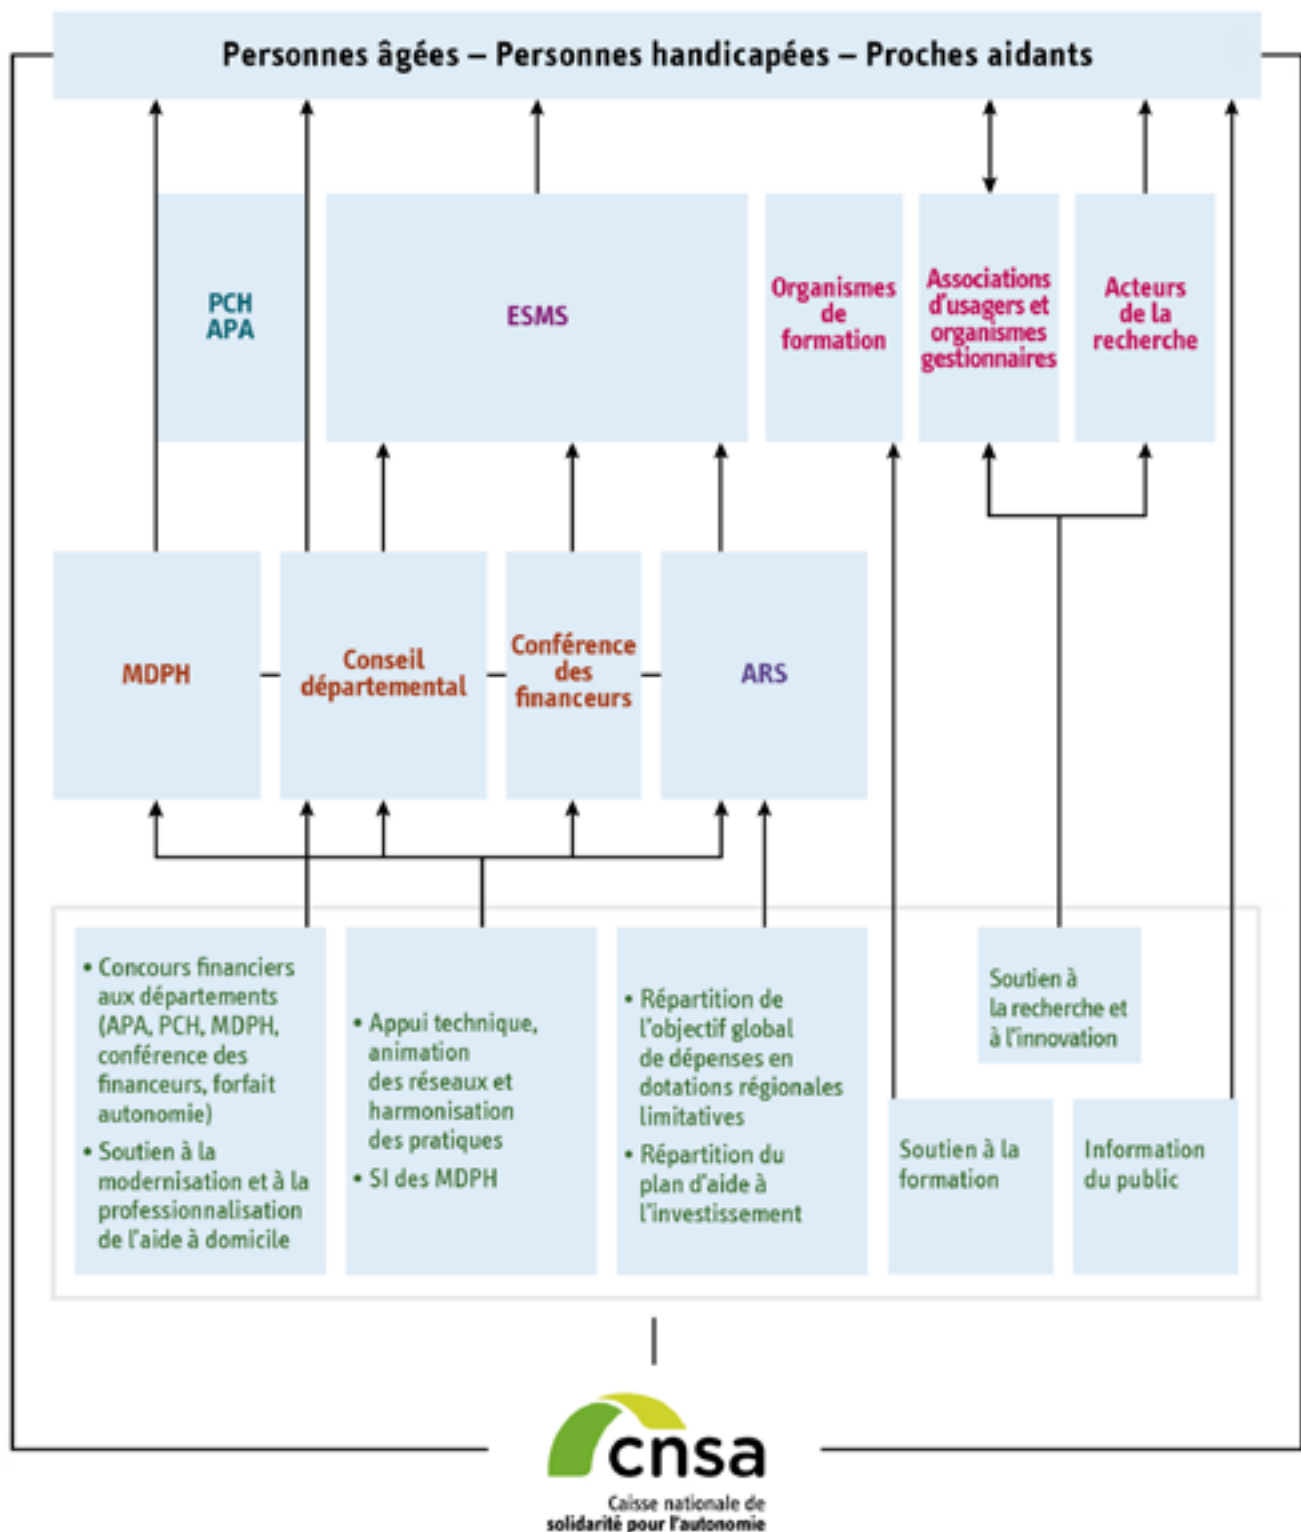 Personnes âgées – Personnes handicapées – Proches aidants
PCH
APA
ESMS
Organismes
de
formation
Associations
d'usagers et
organismes
gestionnaires
Acteurs
de la
recherche
MDPH
Conseil
départemental
Conférence
des
financeurs
ARS
• Concours financiers
aux départements
(APA, PCH, MDPH,
conférence des
financeurs, forfait
autonomie)
• Soutien à la
modernisation et à la
professionnalisation
de l'aide à domicile
• Appui technique,
animation
des réseaux et
harmonisation
des pratiques
• SI des MDPH
• Répartition de
l'objectif global
de dépenses en
dotations régionales
limitatives
• Répartition du
plan d'aide à
l'investissement
Soutien à
la recherche et
à l'innovation
Soutien à la
formation
Information
du public
cnsa
Caisse nationale de
solidarité pour l'autonomie